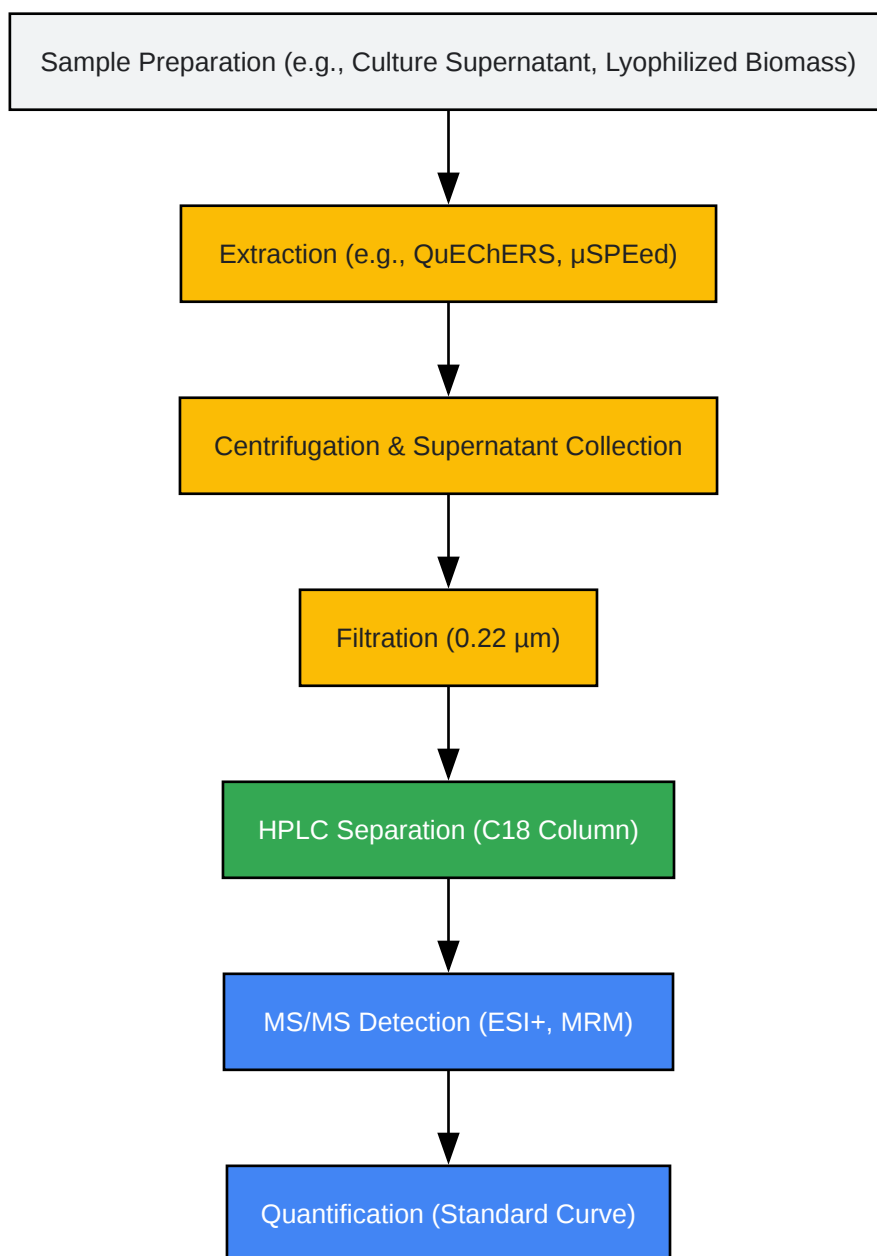 Sample Preparation (e.g., Culture Supernatant, Lyophilized Biomass)
Extraction (e.g., QuEChERS, µSPEed)
Centrifugation & Supernatant Collection
Filtration (0.22 µm)
HPLC Separation (C18 Column)
MS/MS Detection (ESI+, MRM)
Quantification (Standard Curve)